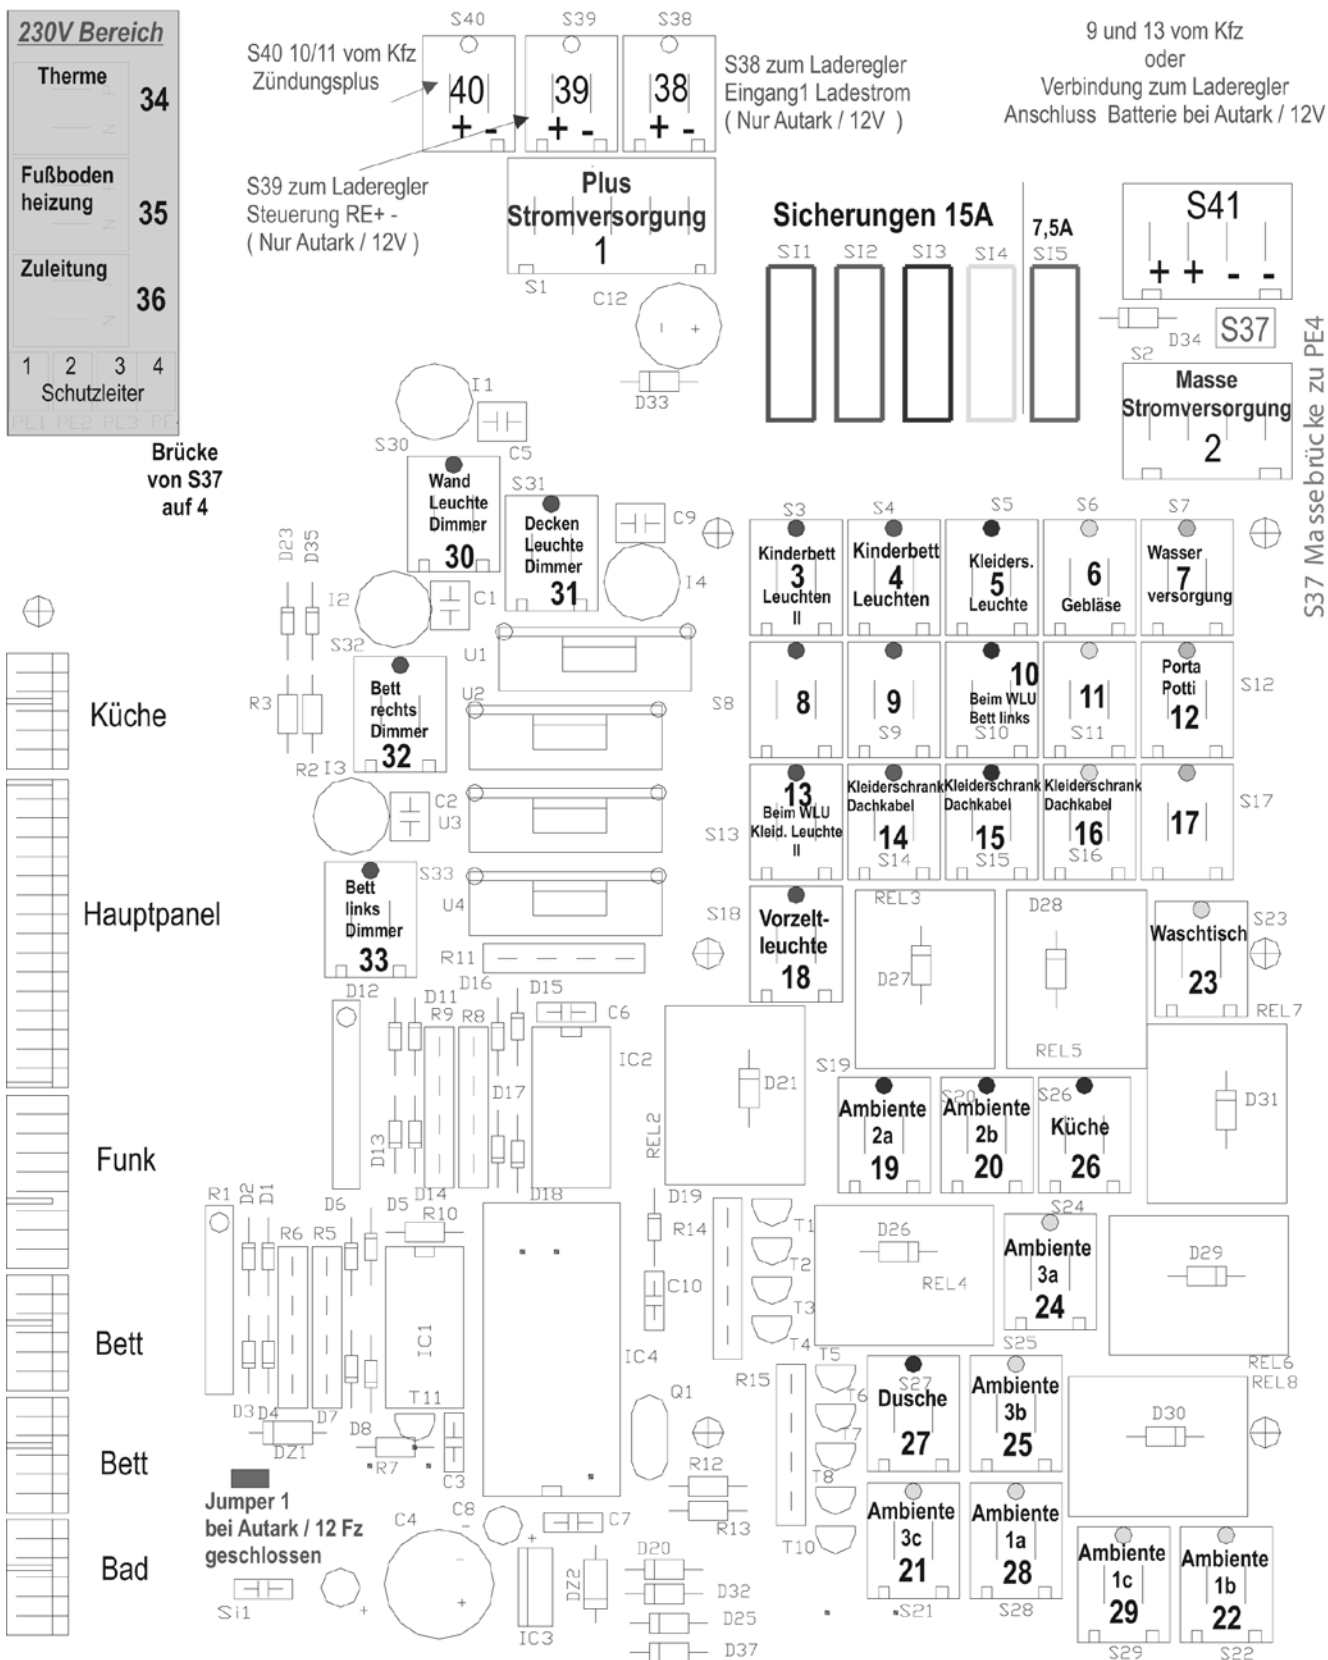 230V Bereich
Therme
34
Fußboden
heizung
35
Zuleitung
36
1 2 3 4
Schutzleiter
PE1 PE2 PE3 PE
Brücke
von S37
auf 4
S40 S39 S38
S40 10/11 vom Kfz
Zündungsplus
40 39 38
+ - + - + -
S38 zum Laderegler
Eingang1 Ladestrom
( Nur Autark / 12V )
9 und 13 vom Kfz
oder
Verbindung zum Laderegler
Anschluss Batterie bei Autark / 12V
S39 zum Laderegler
Steuerung RE+ -
( Nur Autark / 12V )
Plus
Stromversorgung
1
S1
C12
- +
D33
Sicherungen 15A
7,5A
SI1 SI2 SI3 SI4 SI5
S41
+ + - -
D34
S37
S2
Masse
Stromversorgung
2
S37 Massebrücke zu PE4
I1
C5
S30
Wand
Leuchte
Dimmer
30
S31
Decken
Leuchte
Dimmer
31
C9
I4
D23
D35
I2
C1
S32
Bett
rechts
Dimmer
32
U1
U2
R3
R2
I3
C2
U3
S33
Bett
links
Dimmer
33
U4
R11
S3 S4 S5 S6 S7
Kinderbett
3
Leuchten
II
Kinderbett
4
Leuchten
Kleiders.
5
Leuchte
6
Gebläse
Wasser
7
versorgung
S8
8
9
S9
10
Beim WLU
Bett links
S10
11
S11
Porta
Potti
12
S12
S13
13
Beim WLU
Kleid. Leuchte
II
Kleiderschrank
Dachkabel
14
S14
Kleiderschrank
Dachkabel
15
S15
Kleiderschrank
Dachkabel
16
S16
17
S17
S18
Vorzelt-
leuchte
18
REL3
D27
D28
REL5
Waschtisch
23
S23
REL7
D31
Küche
Hauptpanel
Funk
Bett
Bett
Bad
D12
D11
D16
D15
R9 R8
C6
IC2
D17
D13
D14
D18
REL2
D21
S19
Ambiente
2a
19
S20
Ambiente
2b
20
S26
Küche
26
R1
D2
D1
D6
D5
R10
R6 R5
IC1
D19
R14
C10
IC4
T1
T2
T3
T4
D26
REL4
S24
Ambiente
3a
24
D29
REL6
D3
D4
D7
D8
T11
DZ1
R7
C3
Q1
R15
T5
T6
T7
T8
T10
S27
Dusche
27
S25
Ambiente
3b
25
REL8
D30
R12
R13
Jumper 1
bei Autark / 12 Fz
geschlossen
Si1
+
C4
-
+
C8
-
+
C7
IC3
DZ2
D20
D32
D25
D37
Ambiente
3c
21
S21
Ambiente
1a
28
S28
Ambiente
1c
29
S29
Ambiente
1b
22
S22